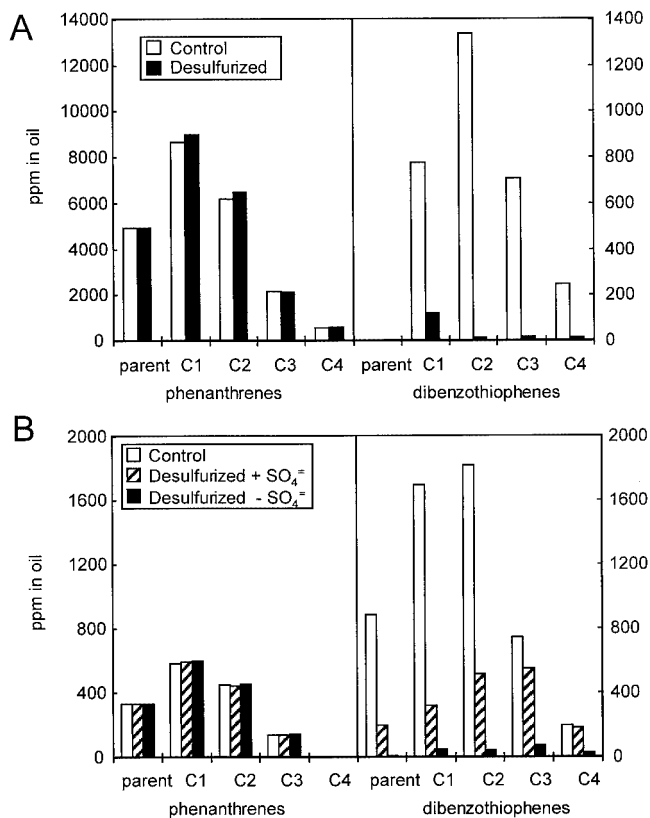 A
14000
12000
10000
8000
6000
4000
2000
0
ppm in oil
Control
Desulfurized
1400
1200
1000
800
600
400
200
0
parent C1 C2 C3 C4 parent C1 C2 C3 C4
phenanthrenes dibenzothiophenes
B
2000
1600
1200
800
400
0
ppm in oil
Control
Desulfurized + SO₄⁼
Desulfurized - SO₄⁼
2000
1600
1200
800
400
0
parent C1 C2 C3 C4 parent C1 C2 C3 C4
phenanthrenes dibenzothiophenes